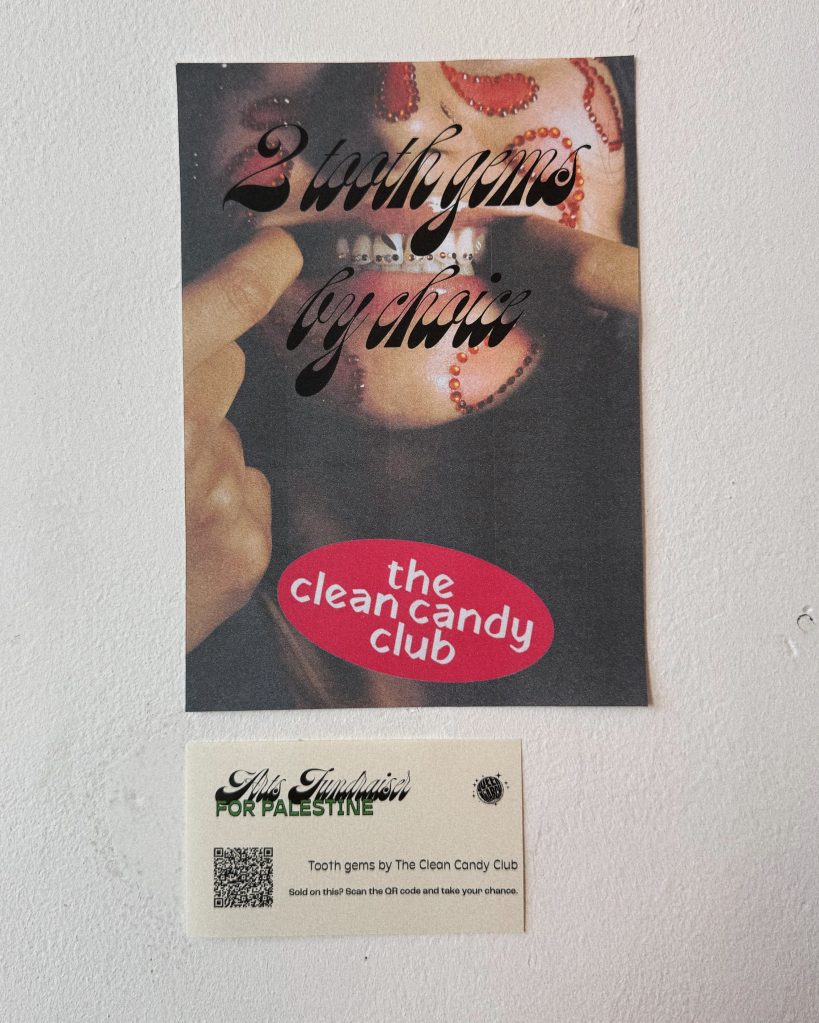 2 tooth gems
by choice
the
clean candy
club
Arts Fundraiser
FOR PALESTINE
Tooth gems by The Clean Candy Club
Sold on this? Scan the QR code and take your chance.